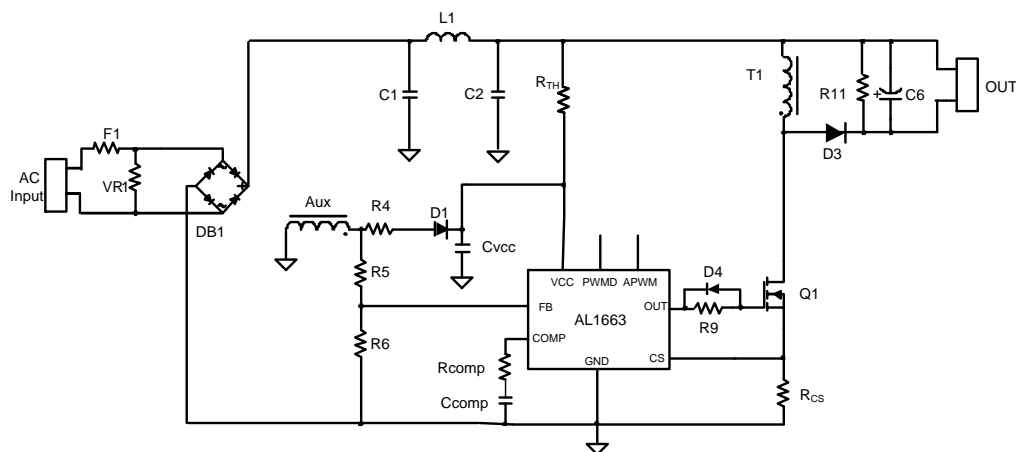 L1
T1
RTH
C1
C2
R11
+
C6
OUT
D3
F1
AC
Input
VR1
DB1
Aux
R4
D1
Cvcc
R5
R6
VCC
PWMD
APWM
FB
OUT
AL1663
COMP
CS
GND
D4
R9
Q1
Rcomp
Ccomp
RCS